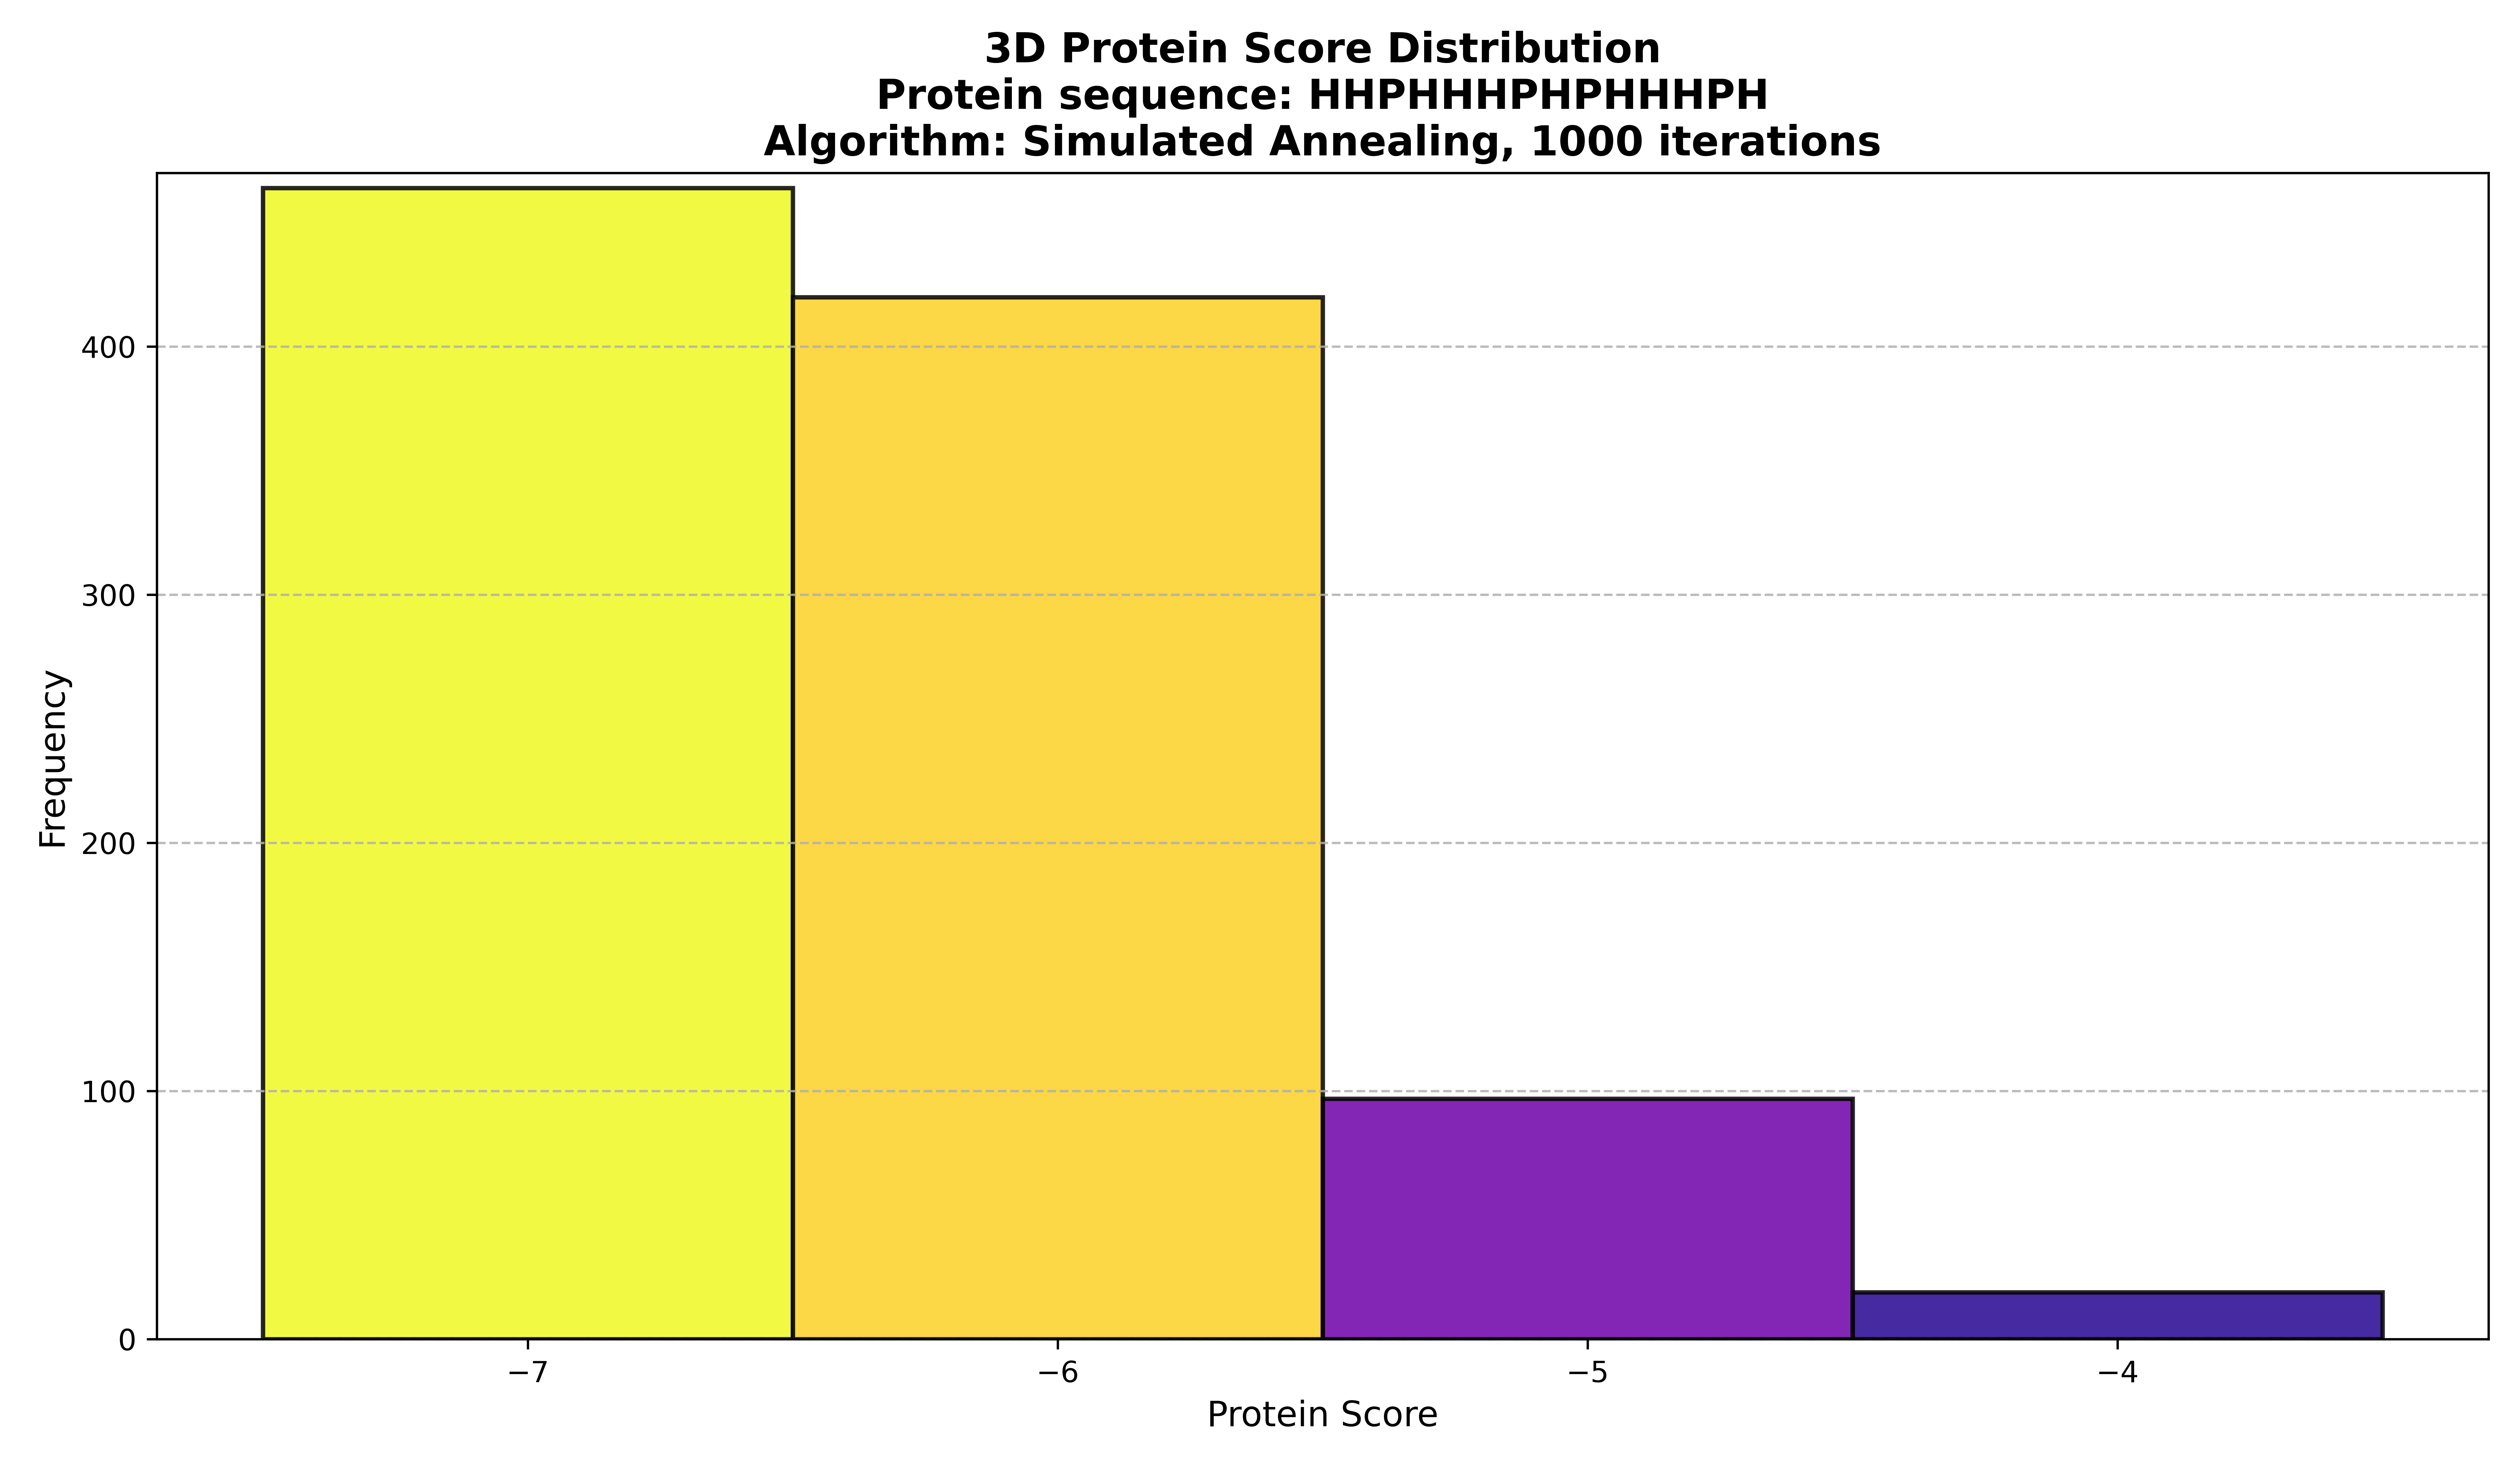 3D Protein Score Distribution
Protein sequence: HHPHHHPHPHHHPH
Algorithm: Simulated Annealing, 1000 iterations
400
300
200
100
0
Frequency
−7
−6
−5
−4
Protein Score